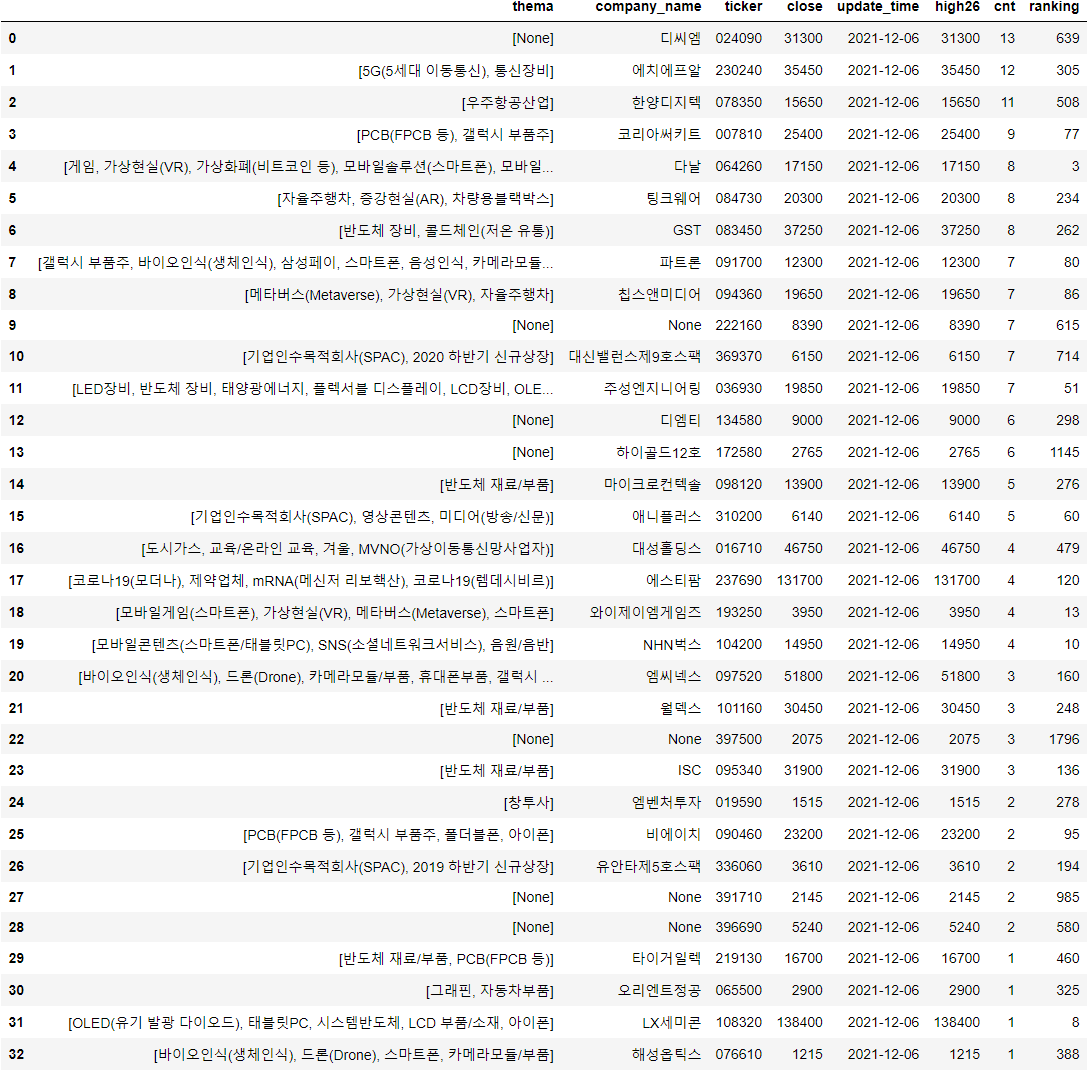 thema company_name ticker close update_time high26 cnt ranking
0 [None] 디씨엠 024090 31300 2021-12-06 31300 13 639
1 [5G(5세대 이동통신), 통신장비] 에치에프알 230240 35450 2021-12-06 35450 12 305
2 [우주항공산업] 한양디지텍 078350 15650 2021-12-06 15650 11 508
3 [PCB(FPCB 등), 갤럭시 부품주] 코리아써키트 007810 25400 2021-12-06 25400 9 77
4 [게임, 가상현실(VR), 가상화폐(비트코인 등), 모바일솔루션(스마트폰), 모바일... 다날 064260 17150 2021-12-06 17150 8 3
5 [자율주행차, 증강현실(AR), 차량용블랙박스] 팅크웨어 084730 20300 2021-12-06 20300 8 234
6 [반도체 장비, 콜드체인(저온 유통)] GST 083450 37250 2021-12-06 37250 8 262
7 [갤럭시 부품주, 바이오인식(생체인식), 삼성페이, 스마트폰, 음성인식, 카메라모듈... 파트론 091700 12300 2021-12-06 12300 7 80
8 [메타버스(Metaverse), 가상현실(VR), 자율주행차] 칩스앤미디어 094360 19650 2021-12-06 19650 7 86
9 [None] None 222160 8390 2021-12-06 8390 7 615
10 [기업인수목적회사(SPAC), 2020 하반기 신규상장] 대신밸런스제9호스팩 369370 6150 2021-12-06 6150 7 714
11 [LED장비, 반도체 장비, 태양광에너지, 플렉서블 디스플레이, LCD장비, OLE... 주성엔지니어링 036930 19850 2021-12-06 19850 7 51
12 [None] 디엠티 134580 9000 2021-12-06 9000 6 298
13 [None] 하이골드12호 172580 2765 2021-12-06 2765 6 1145
14 [반도체 재료/부품] 마이크로컨텍솔 098120 13900 2021-12-06 13900 5 276
15 [기업인수목적회사(SPAC), 영상콘텐츠, 미디어(방송/신문)] 애니플러스 310200 6140 2021-12-06 6140 5 60
16 [도시가스, 교육/온라인 교육, 겨울, MVNO(가상이동통신망사업자)] 대성홀딩스 016710 46750 2021-12-06 46750 4 479
17 [코로나19(모더나), 제약업체, mRNA(메신저 리보핵산), 코로나19(렘데시비르)] 에스티팜 237690 131700 2021-12-06 131700 4 120
18 [모바일게임(스마트폰), 가상현실(VR), 메타버스(Metaverse), 스마트폰] 와이제이엠게임즈 193250 3950 2021-12-06 3950 4 13
19 [모바일콘텐츠(스마트폰/태블릿PC), SNS(소셜네트워크서비스), 음원/음반] NHN벅스 104200 14950 2021-12-06 14950 4 10
20 [바이오인식(생체인식), 드론(Drone), 카메라모듈/부품, 휴대폰부품, 갤럭시 ... 엠씨넥스 097520 51800 2021-12-06 51800 3 160
21 [반도체 재료/부품] 월덱스 101160 30450 2021-12-06 30450 3 248
22 [None] None 397500 2075 2021-12-06 2075 3 1796
23 [반도체 재료/부품] ISC 095340 31900 2021-12-06 31900 3 136
24 [창투사] 엠벤처투자 019590 1515 2021-12-06 1515 2 278
25 [PCB(FPCB 등), 갤럭시 부품주, 폴더블폰, 아이폰] 비에이치 090460 23200 2021-12-06 23200 2 95
26 [기업인수목적회사(SPAC), 2019 하반기 신규상장] 유안타제5호스팩 336060 3610 2021-12-06 3610 2 194
27 [None] None 391710 2145 2021-12-06 2145 2 985
28 [None] None 396690 5240 2021-12-06 5240 2 580
29 [반도체 재료/부품, PCB(FPCB 등)] 타이거일렉 219130 16700 2021-12-06 16700 1 460
30 [그래핀, 자동차부품] 오리엔트정공 065500 2900 2021-12-06 2900 1 325
31 [OLED(유기 발광 다이오드), 태블릿PC, 시스템반도체, LCD 부품/소재, 아이폰] LX세미콘 108320 138400 2021-12-06 138400 1 8
32 [바이오인식(생체인식), 드론(Drone), 스마트폰, 카메라모듈/부품] 해성옵틱스 076610 1215 2021-12-06 1215 1 388